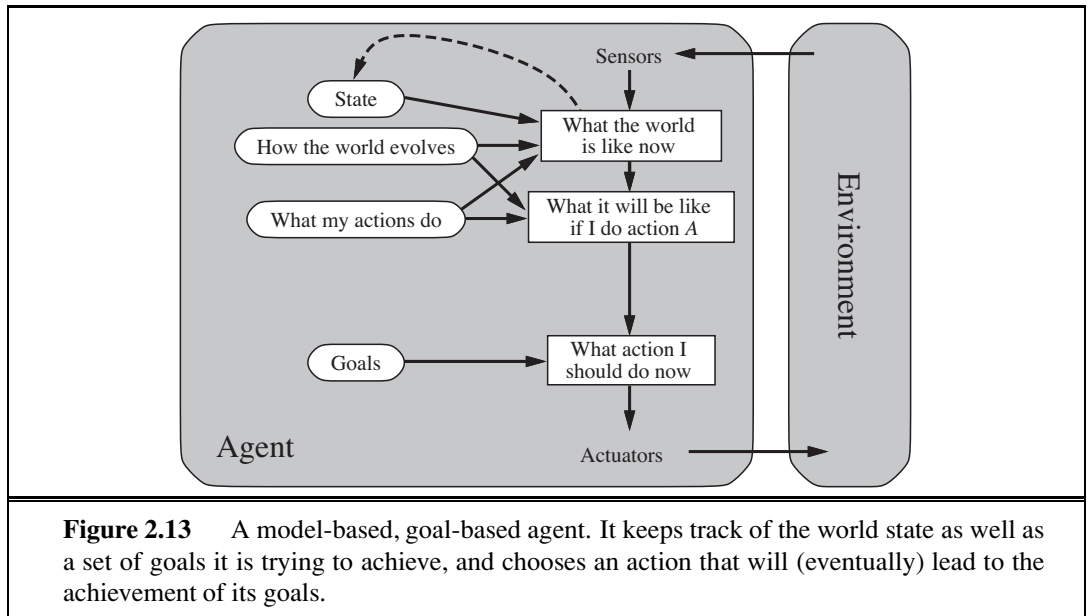 Sensors
State
What the world
is like now
How the world evolves
What my actions do
What it will be like
if I do action A
Environment
Goals
What action I
should do now
Agent
Actuators
Figure 2.13 A model-based, goal-based agent. It keeps track of the world state as well as
a set of goals it is trying to achieve, and chooses an action that will (eventually) lead to the
achievement of its goals.